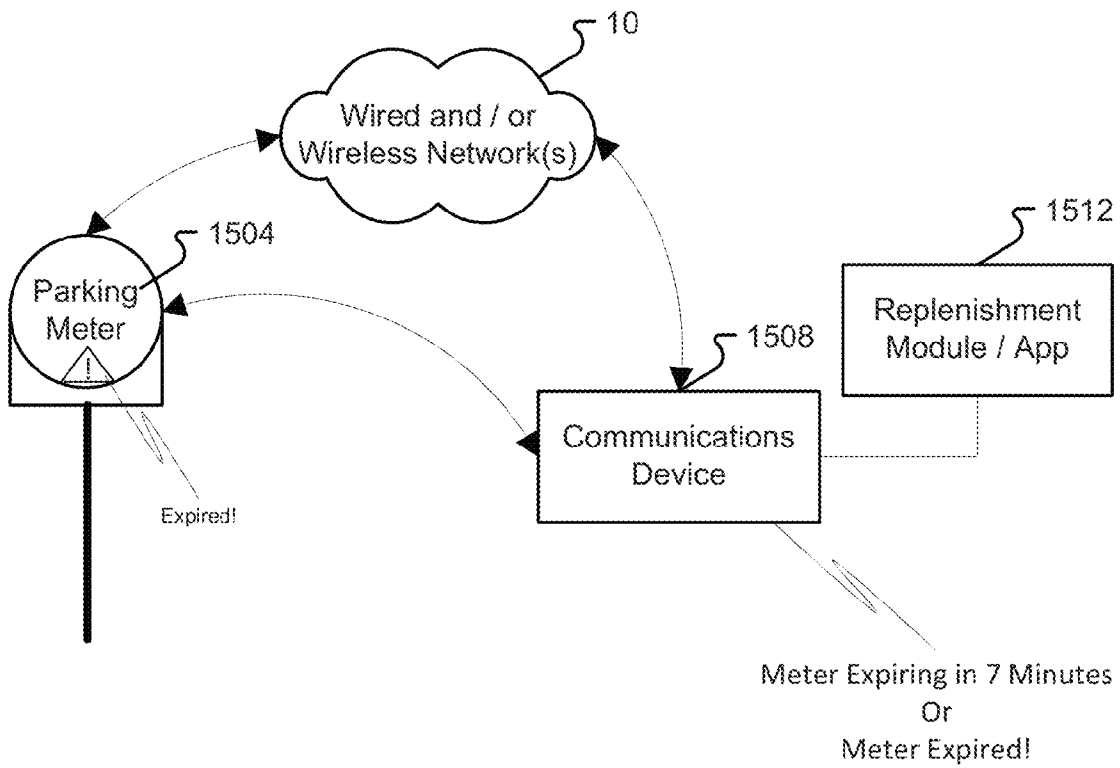 10
Wired and / or
Wireless Network(s)
1504
Parking
Meter
!
Expired!
1508
Communications
Device
1512
Replenishment
Module / App
Meter Expiring in 7 Minutes
Or
Meter Expired!